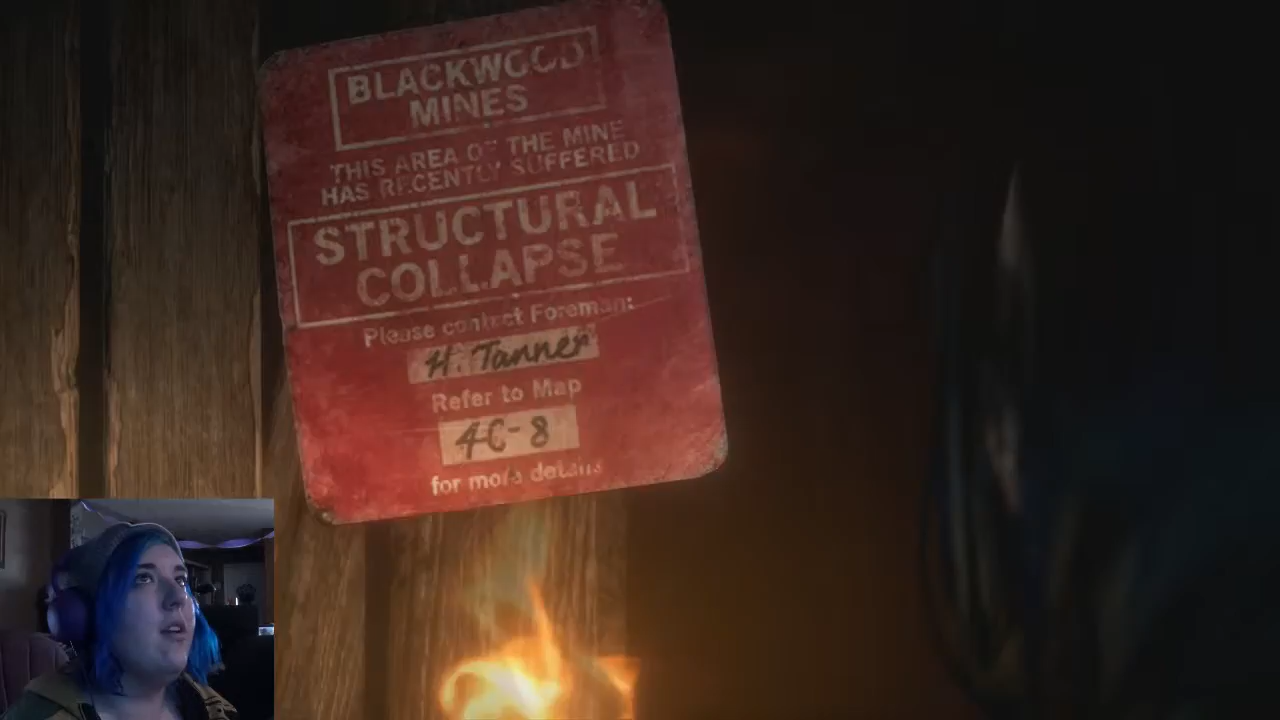 BLACKWOOD
MINES
THIS AREA OF THE MINE
HAS RECENTLY SUFFERED
STRUCTURAL
COLLAPSE
Please contact Foreman:
H. Tanner
Refer to Map
4C-8
for more details